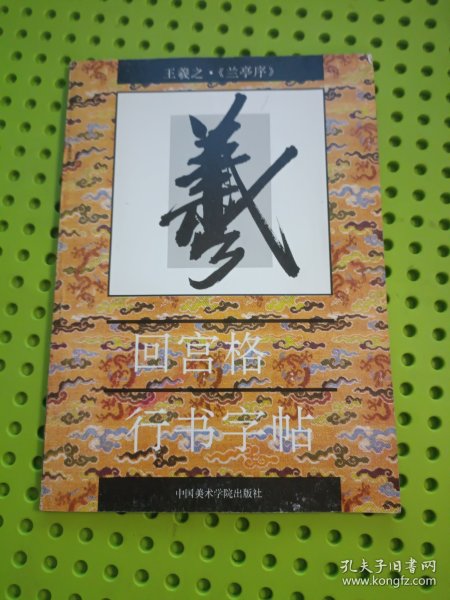 王羲之·《兰亭序》
羲
回宫格
行书字帖
中国美术学院出版社
孔夫子旧书网
www.kongfz.com